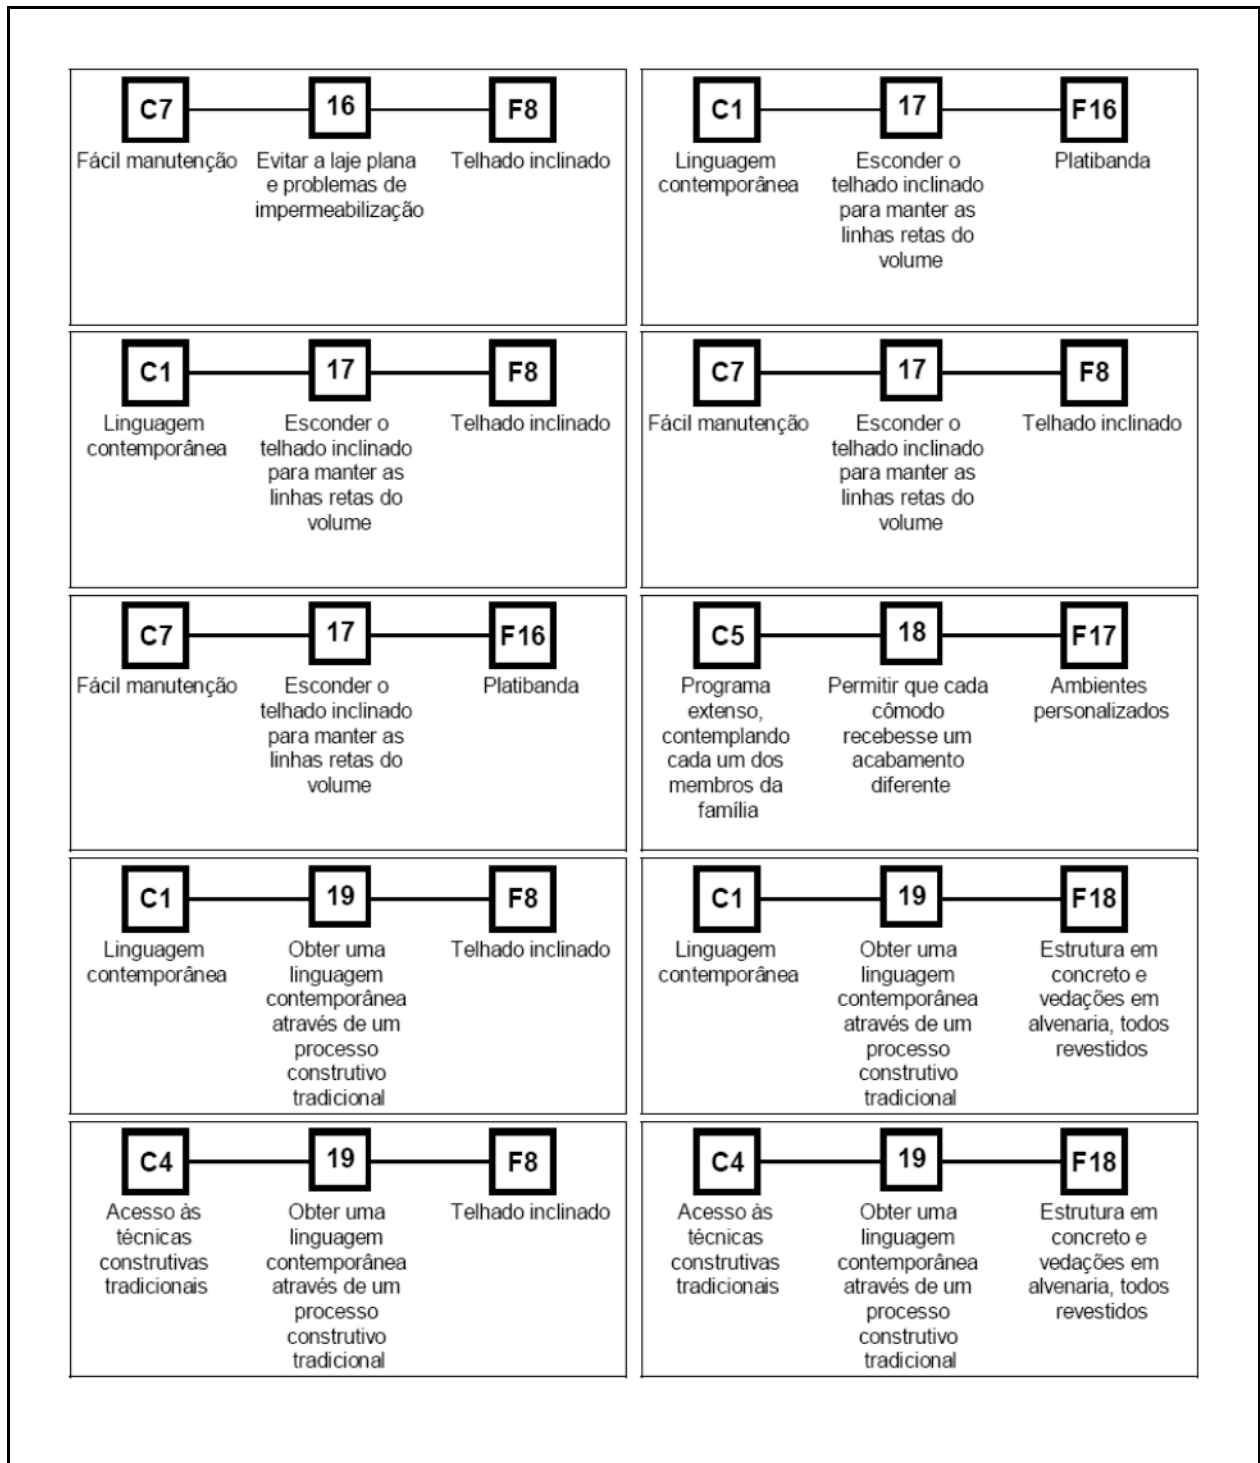 C7 16 F8
Fácil manutenção
Evitar a laje plana
e problemas de
impermeabilização
Telhado inclinado
C1 17 F16
Linguagem
contemporânea
Esconder o
telhado inclinado
para manter as
linhas retas do
volume
Platibanda
C1 17 F8
Linguagem
contemporânea
Esconder o
telhado inclinado
para manter as
linhas retas do
volume
Telhado inclinado
C7 17 F8
Fácil manutenção
Esconder o
telhado inclinado
para manter as
linhas retas do
volume
Telhado inclinado
C7 17 F16
Fácil manutenção
Esconder o
telhado inclinado
para manter as
linhas retas do
volume
Platibanda
C5 18 F17
Programa
extenso,
contemplando
cada um dos
membros da
família
Permitir que cada
cômodo
recebesse um
acabamento
diferente
Ambientes
personalizados
C1 19 F8
Linguagem
contemporânea
Obter uma
linguagem
contemporânea
através de um
processo
construtivo
tradicional
Telhado inclinado
C1 19 F18
Linguagem
contemporânea
Obter uma
linguagem
contemporânea
através de um
processo
construtivo
tradicional
Estrutura em
concreto e
vedações em
alvenaria, todos
revestidos
C4 19 F8
Acesso às
técnicas
construtivas
tradicionais
Obter uma
linguagem
contemporânea
através de um
processo
construtivo
tradicional
Telhado inclinado
C4 19 F18
Acesso às
técnicas
construtivas
tradicionais
Obter uma
linguagem
contemporânea
através de um
processo
construtivo
tradicional
Estrutura em
concreto e
vedações em
alvenaria, todos
revestidos